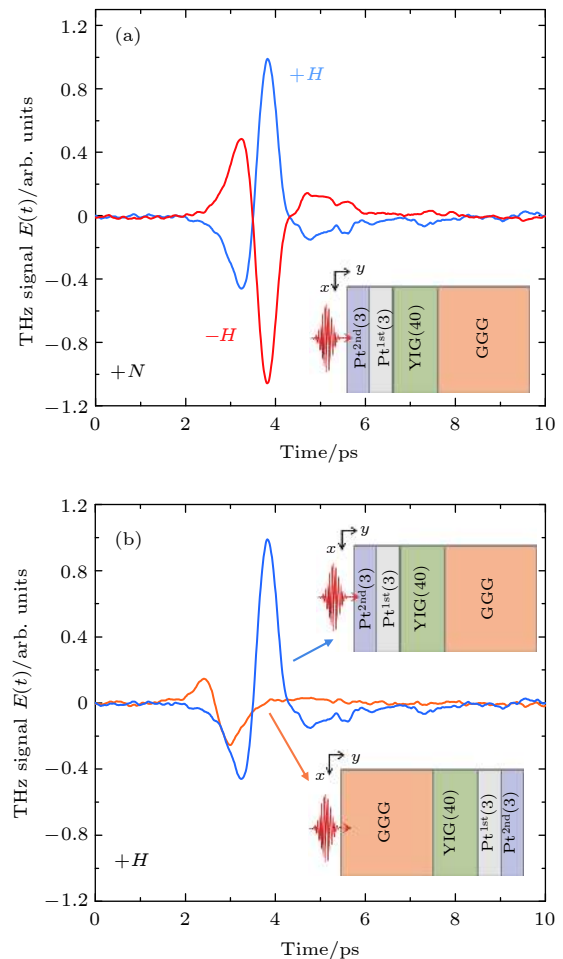 (a)
+H
-H
+N
x
y
Pt2nd(3)
Pt1st(3)
YIG(40)
GGG
THz signal E(t)/arb. units
1.2
0.8
0.4
0
-0.4
-0.8
-1.2
0 2 4 6 8 10
Time/ps
(b)
x
y
Pt2nd(3)
Pt1st(3)
YIG(40)
GGG
x
y
GGG
YIG(40)
Pt1st(3)
Pt2nd(3)
+H
THz signal E(t)/arb. units
1.2
0.8
0.4
0
-0.4
-0.8
-1.2
0 2 4 6 8 10
Time/ps